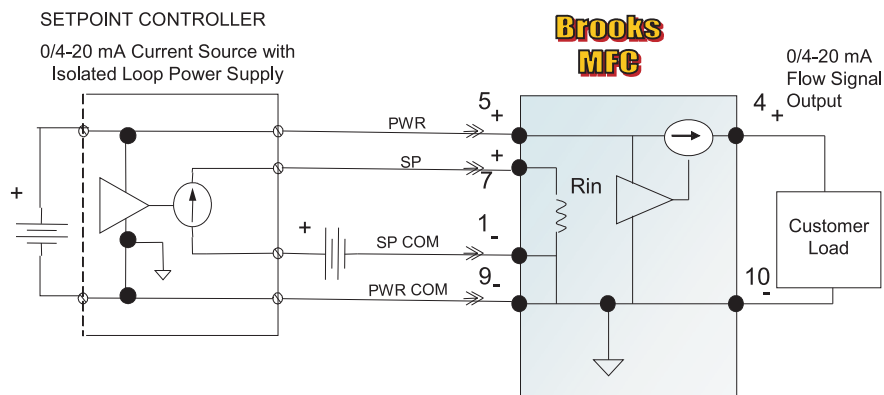 SETPOINT CONTROLLER
0/4-20 mA Current Source with
Isolated Loop Power Supply
Brooks
MFC
0/4-20 mA
Flow Signal
Output
5
+
4
+
PWR
+
SP
+
7
Rin
+
1
-
SP COM
Customer
Load
9
-
PWR COM
10
-